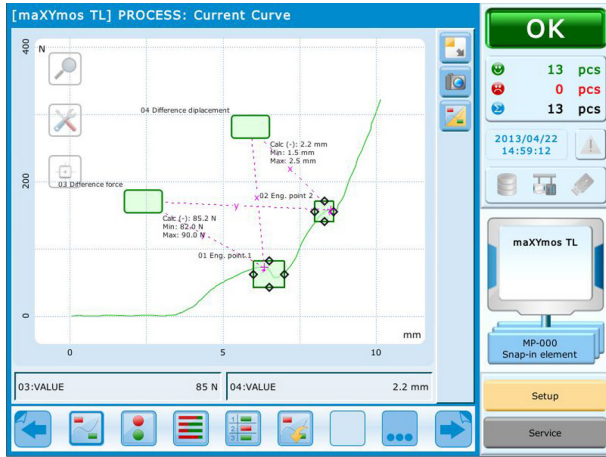 [maXYmos TL] PROCESS: Current Curve
OK
400
N
13 pcs
0 pcs
13 pcs
04 Difference diplacement
2013/04/22
14:59:12
Calc (-): 2.2 mm
Min: 1.5 mm
Max: 2.5 mm
x
200
03 Difference force
x
02 Eng. point 2
y
Calc (-): 85.2 N
Min: 82.0 N
Max: 90.0 N
y
01 Eng. point 1
maXYmos TL
0
mm
0
5
10
MP-000
Snap-in element
03:VALUE
85 N
04:VALUE
2.2 mm
Setup
1
2
3
Service